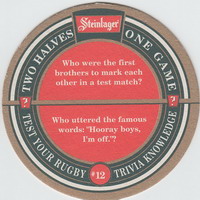 Steinlager
TWO HALVES ONE GAME
Who were the first
brothers to mark each
other in a test match?
? ?
Who uttered the famous
words: "Hooray boys,
I'm off."?
TEST YOUR RUGBY TRIVIA KNOWLEDGE
#12